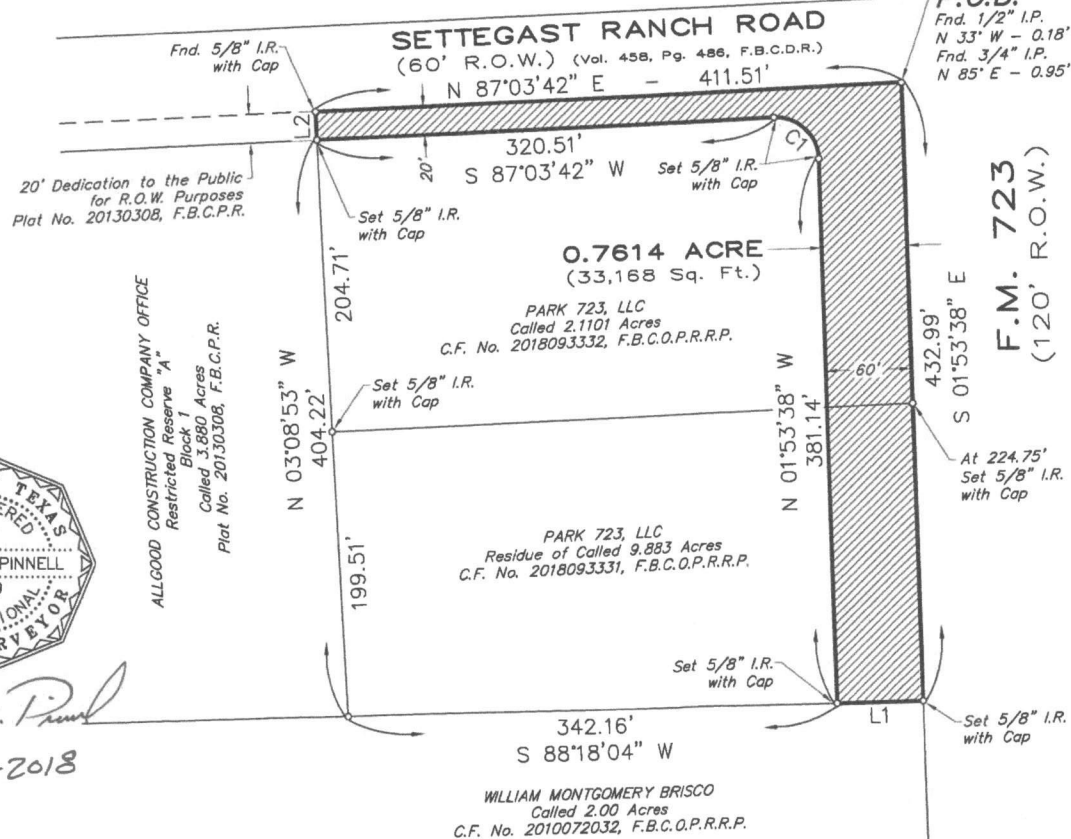 P.O.B.
Fnd. 1/2" I.P.
N 33° W - 0.18'
Fnd. 3/4" I.P.
N 85° E - 0.95'
Fnd. 5/8" I.R.
with Cap
SETTEGAST RANCH ROAD
(60' R.O.W.) (Vol. 458, Pg. 486, F.B.C.D.R.)
N 87°03'42" E - 411.51'
L2
20'
320.51'
S 87°03'42" W
C1
Set 5/8" I.R.
with Cap
20' Dedication to the Public
for R.O.W. Purposes
Plat No. 20130308, F.B.C.P.R.
Set 5/8" I.R.
with Cap
F.M. 723
(120' R.O.W.)
0.7614 ACRE
(33,168 Sq. Ft.)
PARK 723, LLC
Called 2.1101 Acres
C.F. No. 2018093332, F.B.C.O.P.R.R.P.
204.71'
ALLGOOD CONSTRUCTION COMPANY OFFICE
Restricted Reserve "A"
Block 1
Called 3.880 Acres
Plat No. 20130308, F.B.C.P.R.
N 03°08'53" W
404.22'
Set 5/8" I.R.
with Cap
N 01°53'38" W
381.14'
60'
432.99'
S 01°53'38" E
At 224.75'
Set 5/8" I.R.
with Cap
PARK 723, LLC
Residue of Called 9.883 Acres
C.F. No. 2018093331, F.B.C.O.P.R.R.P.
199.51'
TEXAS
PINNELL
Set 5/8" I.R.
with Cap
L1
Set 5/8" I.R.
with Cap
342.16'
S 88°18'04" W
-2018
WILLIAM MONTGOMERY BRISCO
Called 2.00 Acres
C.F. No. 2010072032, F.B.C.O.P.R.R.P.